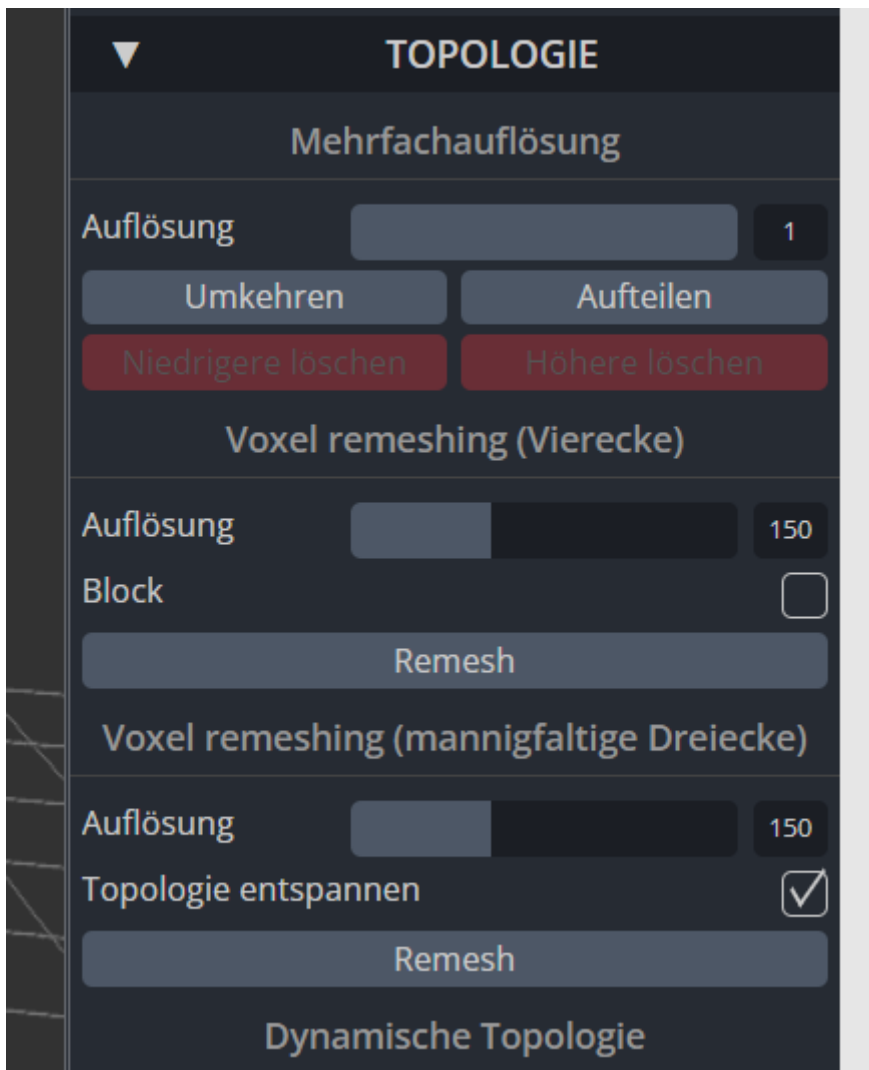 ▼ TOPOLOGIE
Mehrfachauflösung
Auflösung 1
Umkehren Aufteilen
Niedrigere löschen Höhere löschen
Voxel remeshing (Vierecke)
Auflösung 150
Block
Remesh
Voxel remeshing (mannigfaltige Dreiecke)
Auflösung 150
Topologie entspannen
Remesh
Dynamische Topologie